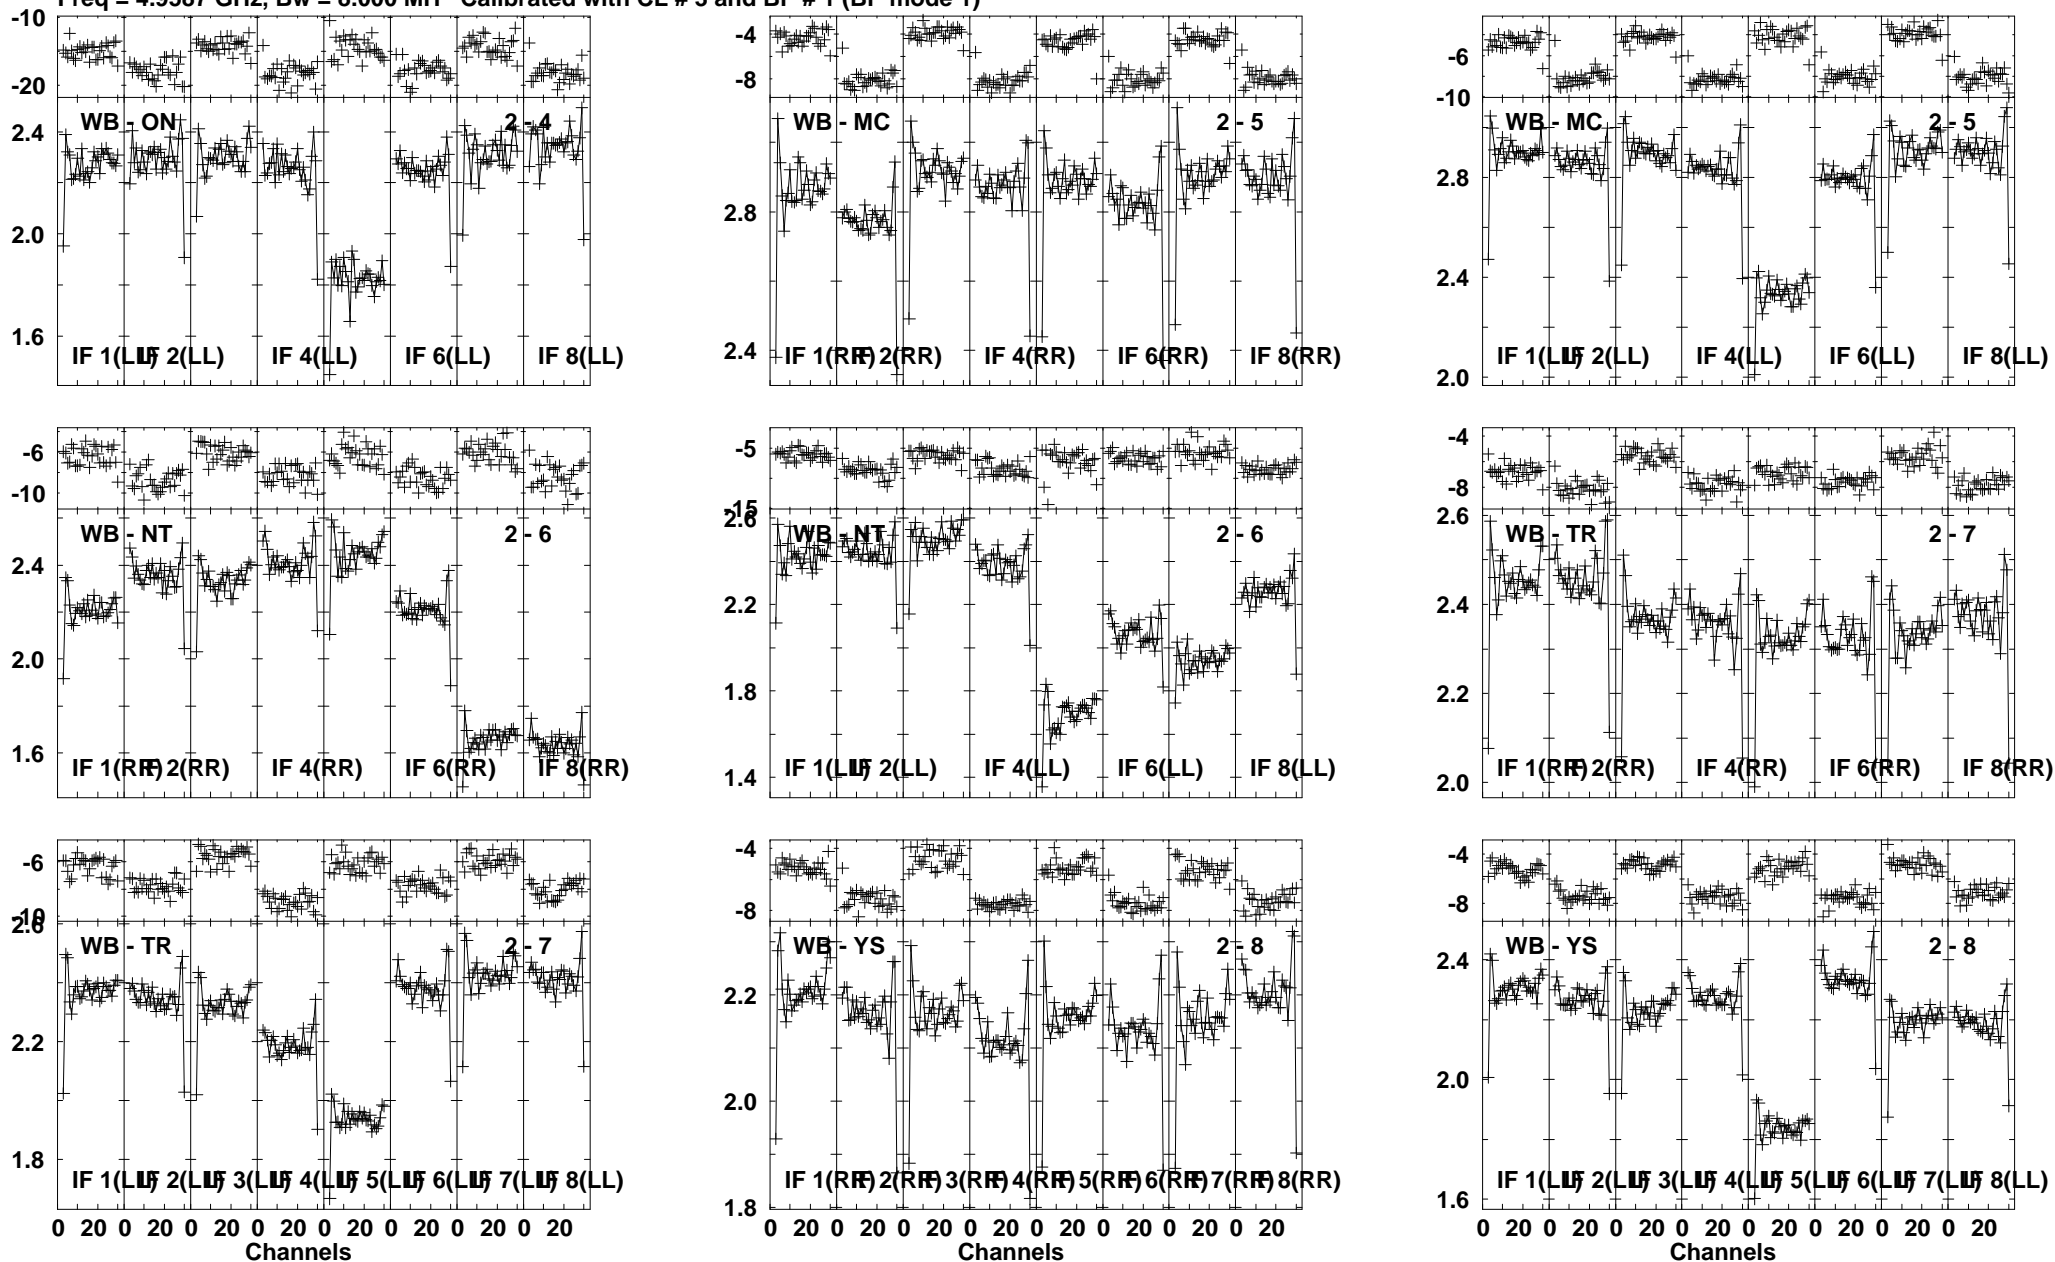 Freq = 4.9587 GHz, Bw = 8.000 MH Calibrated with CL # 3 and BP # 1 (BP mode 1)
-10
-20
WB - ON 2 - 4
2.4
2.0
1.6
IF 1(LL) IF 2(LL) IF 4(LL) IF 6(LL) IF 8(LL)
-4
-8
WB - MC 2 - 5
2.8
2.4
IF 1(RR) IF 2(RR) IF 4(RR) IF 6(RR) IF 8(RR)
-6
-10
WB - MC 2 - 5
2.8
2.4
2.0
IF 1(LL) IF 2(LL) IF 4(LL) IF 6(LL) IF 8(LL)
-6
-10
WB - NT 2 - 6
2.4
2.0
1.6
IF 1(RR) IF 2(RR) IF 4(RR) IF 6(RR) IF 8(RR)
-5
-15
2.6
WB - NT 2 - 6
2.2
1.8
1.4
IF 1(LL) IF 2(LL) IF 4(LL) IF 6(LL) IF 8(LL)
-4
-8
2.6
WB - TR 2 - 7
2.4
2.2
2.0
IF 1(RR) IF 2(RR) IF 4(RR) IF 6(RR) IF 8(RR)
-6
-10
2.6
WB - TR 2 - 7
2.2
1.8
IF 1(LL) IF 2(LL) IF 3(LL) IF 4(LL) IF 5(LL) IF 6(LL) IF 7(LL) IF 8(LL)
0 20 0 20 0 20 0 20 0 20 0 20 0 20 0 20
Channels
-4
-8
WB - YS 2 - 8
2.2
2.0
1.8
IF 1(RR) IF 2(RR) IF 3(RR) IF 4(RR) IF 5(RR) IF 6(RR) IF 7(RR) IF 8(RR)
0 20 0 20 0 20 0 20 0 20 0 20 0 20 0 20
Channels
-4
-8
WB - YS 2 - 8
2.4
2.0
1.6
IF 1(LL) IF 2(LL) IF 3(LL) IF 4(LL) IF 5(LL) IF 6(LL) IF 7(LL) IF 8(LL)
0 20 0 20 0 20 0 20 0 20 0 20 0 20 0 20
Channels